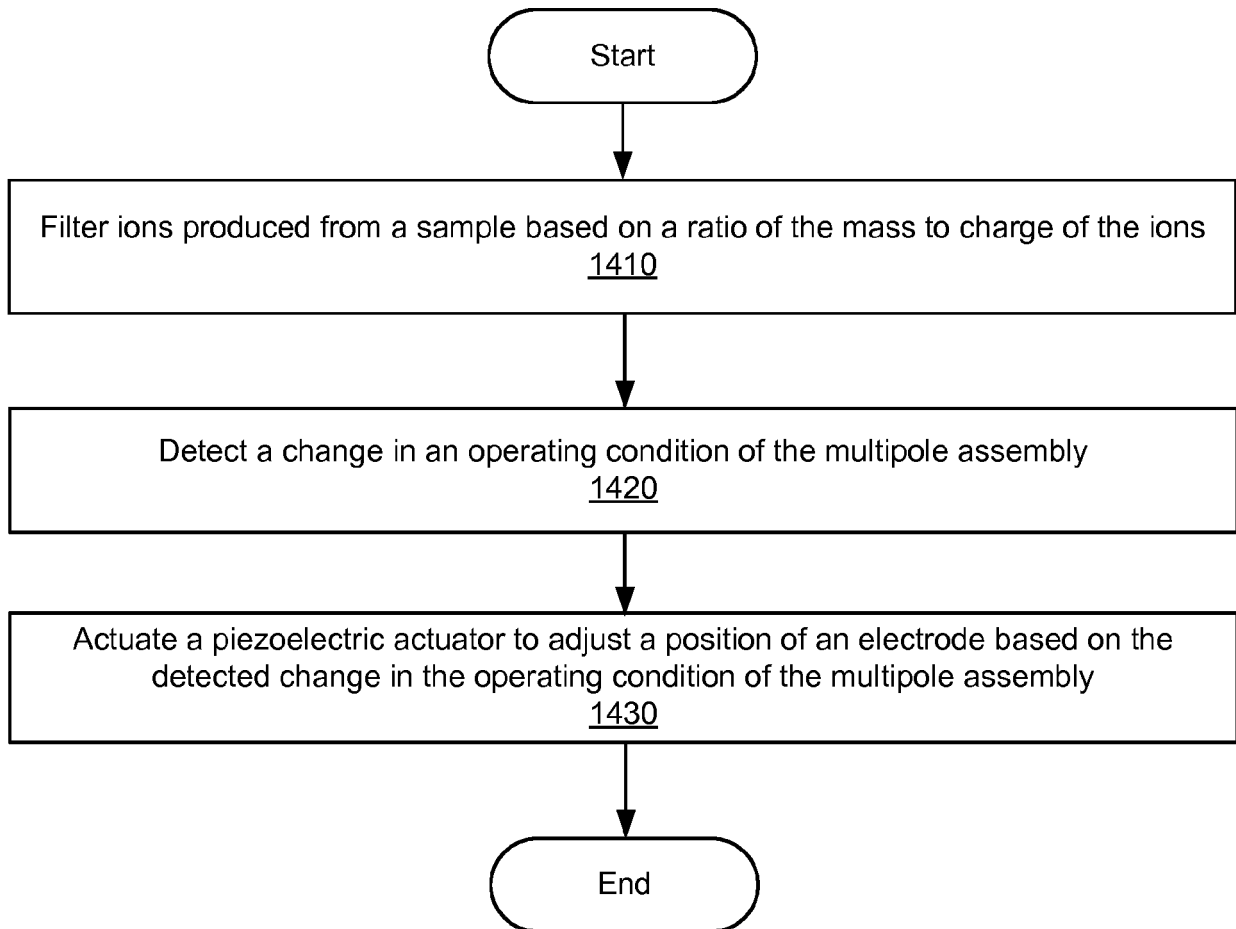 Start
Filter ions produced from a sample based on a ratio of the mass to charge of the ions
1410
Detect a change in an operating condition of the multipole assembly
1420
Actuate a piezoelectric actuator to adjust a position of an electrode based on the
detected change in the operating condition of the multipole assembly
1430
End